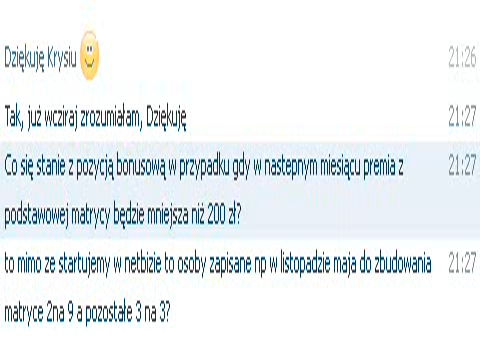 Dziękuję Krysiu 21:26
Tak, już wcziraj zrozumiałam, Dziękuję 21:27
Co się stanie z pozycją bonusową w przypadku gdy w nastepnym miesiącu premia z 21:27
podstawowej matrycy będzie mniejsza niż 200 zł?
to mimo ze startujemy w netbizie to osoby zapisane np w listopadzie maja do zbudowania 21:27
matryce 2na 9 a pozostałe 3 na 3?